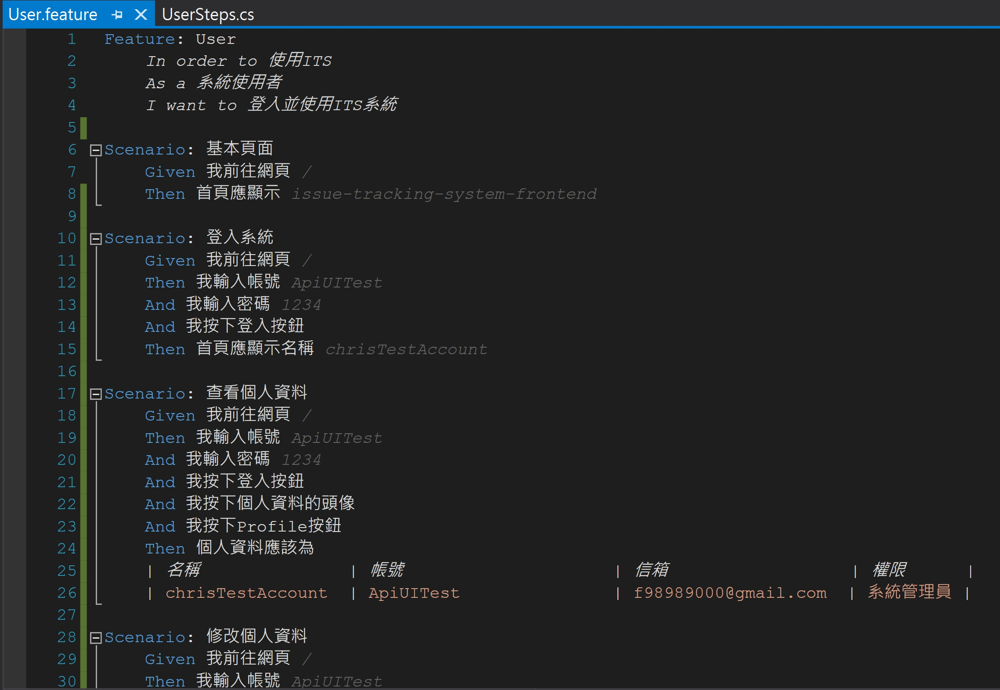 User.feature UserSteps.cs
1 Feature: User
2 In order to 使用ITS
3 As a 系統使用者
4 I want to 登入並使用ITS系統
5
6 Scenario: 基本頁面
7 Given 我前往網頁 /
8 Then 首頁應顯示 issue-tracking-system-frontend
9
10 Scenario: 登入系統
11 Given 我前往網頁 /
12 Then 我輸入帳號 ApiUITest
13 And 我輸入密碼 1234
14 And 我按下登入按鈕
15 Then 首頁應顯示名稱 chrisTestAccount
16
17 Scenario: 查看個人資料
18 Given 我前往網頁 /
19 Then 我輸入帳號 ApiUITest
20 And 我輸入密碼 1234
21 And 我按下登入按鈕
22 And 我按下個人資料的頭像
23 And 我按下Profile按鈕
24 Then 個人資料應該為
25 | 名稱 | 帳號 | 信箱 | 權限 |
26 | chrisTestAccount | ApiUITest | f98989000@gmail.com | 系統管理員 |
27
28 Scenario: 修改個人資料
29 Given 我前往網頁 /
30 Then 我輸入帳號 ApiUITest